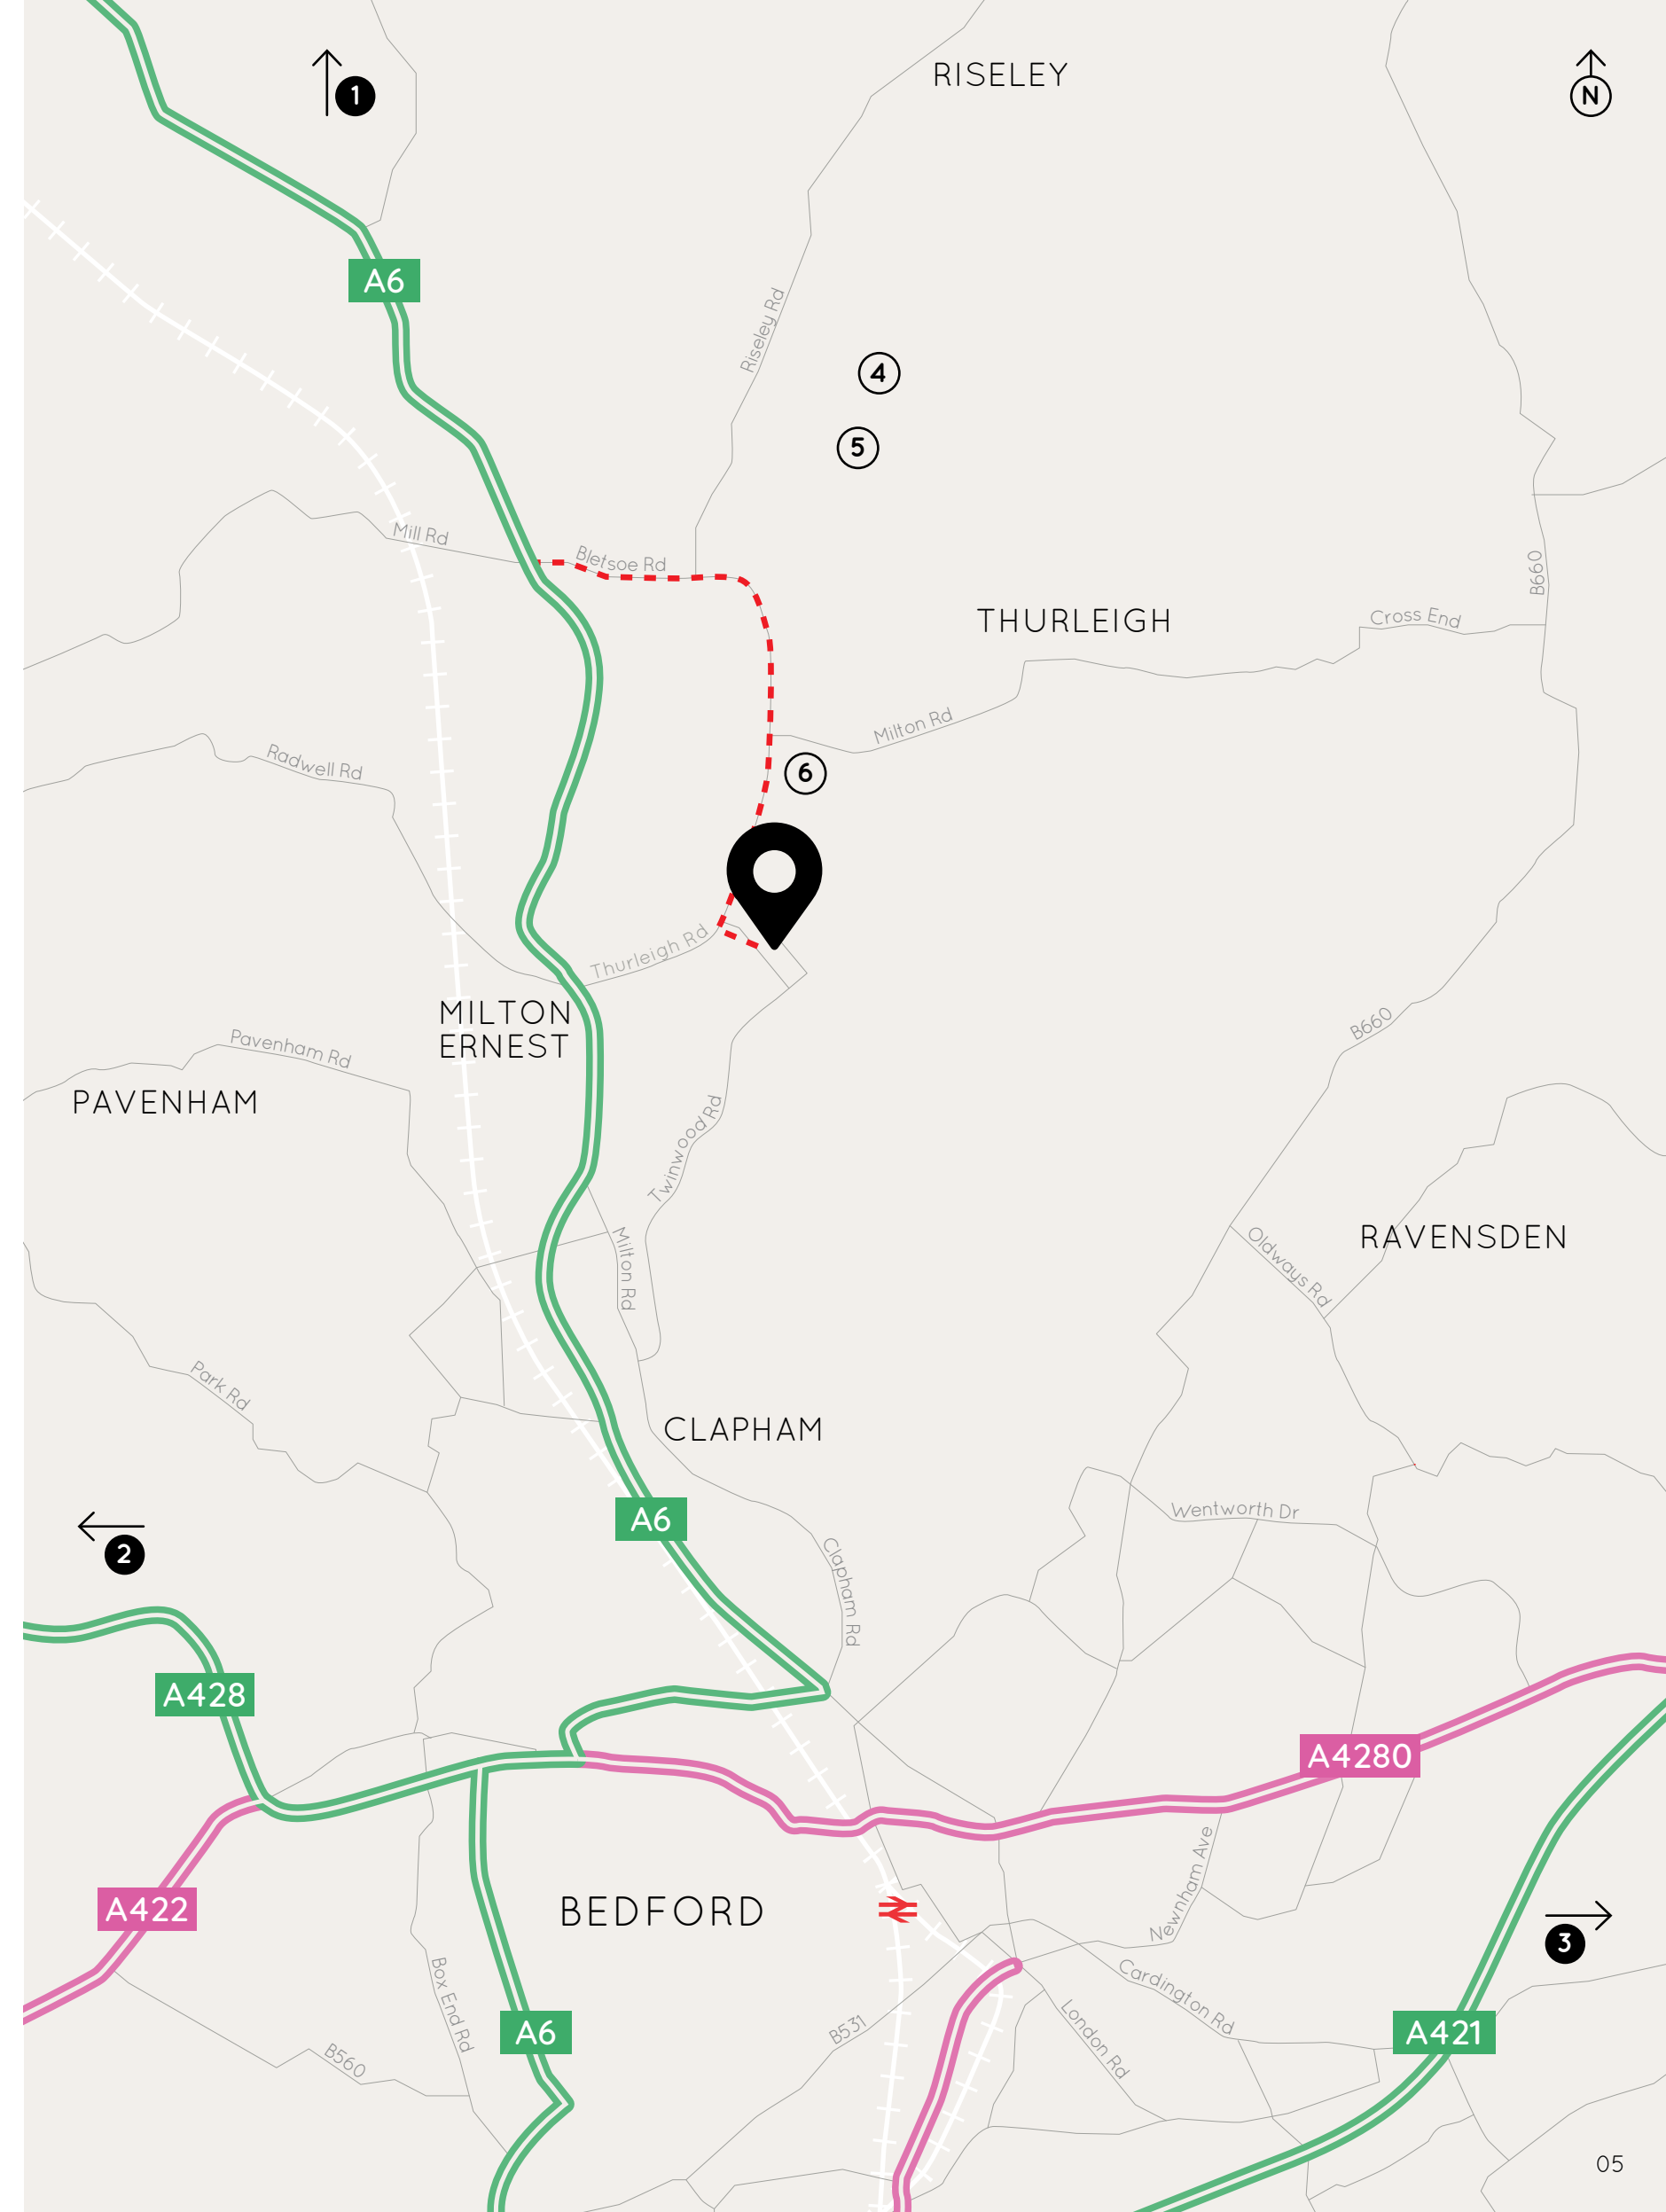 RISELEY
1
N
A6
Riseley Rd
4
5
Mill Rd
Bletsoe Rd
B660
THURLEIGH
Cross End
Milton Rd
Radwell Rd
6
Thurleigh Rd
MILTON
ERNEST
B660
Pavenham Rd
PAVENHAM
Twinwood Rd
RAVENSDEN
Oldways Rd
Milton Rd
Park Rd
CLAPHAM
Wentworth Dr
A6
2
Clapham Rd
A428
A4280
Newnham Ave
A422
BEDFORD
3
Box End Rd
Cardington Rd
London Rd
B531
A6
A421
B560
05